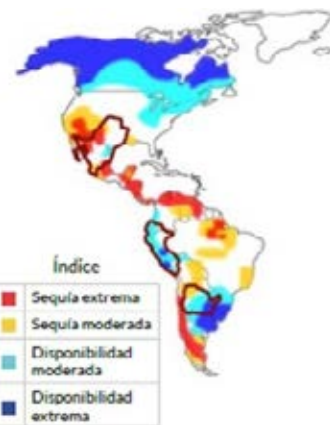 Índice
Sequía extrema
Sequía moderada
Disponibilidad
moderada
Disponibilidad
extrema